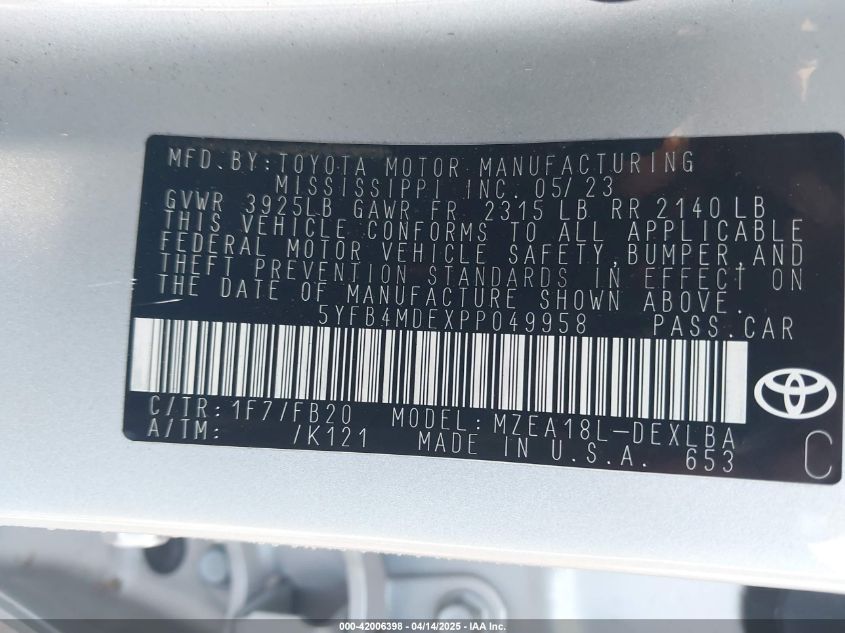 MFD.BY:TOYOTA MOTOR MANUFACTURING
MISSISSIPPI INC. 05/23
GVWR 3925LB GAWR FR 2315 LB RR 2140 LB
THIS VEHICLE CONFORMS TO ALL APPLICABLE
FEDERAL MOTOR VEHICLE SAFETY, BUMPER, AND
THEFT PREVENTION STANDARDS IN EFFECT ON
THE DATE OF MANUFACTURE SHOWN ABOVE.
5YFB4MDEXPP049958 PASS.CAR
C/TR: 1F7/FB20 MODEL: MZEA18L-DEXLBA
A/TM: /K121 MADE IN U.S.A. 653
C
000-42006398 - 04/14/2025 - IAA Inc.